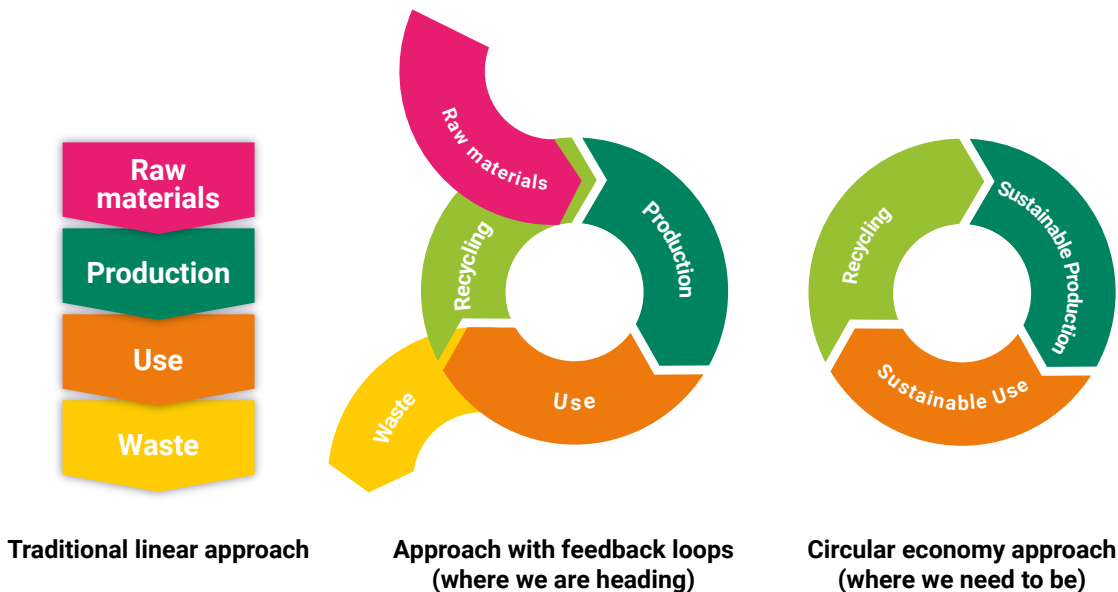 Raw
materials
Production
Use
Waste
Traditional linear approach
Raw materials
Production
Recycling
Use
Waste
Approach with feedback loops
(where we are heading)
Recycling
Sustainable Production
Sustainable Use
Circular economy approach
(where we need to be)